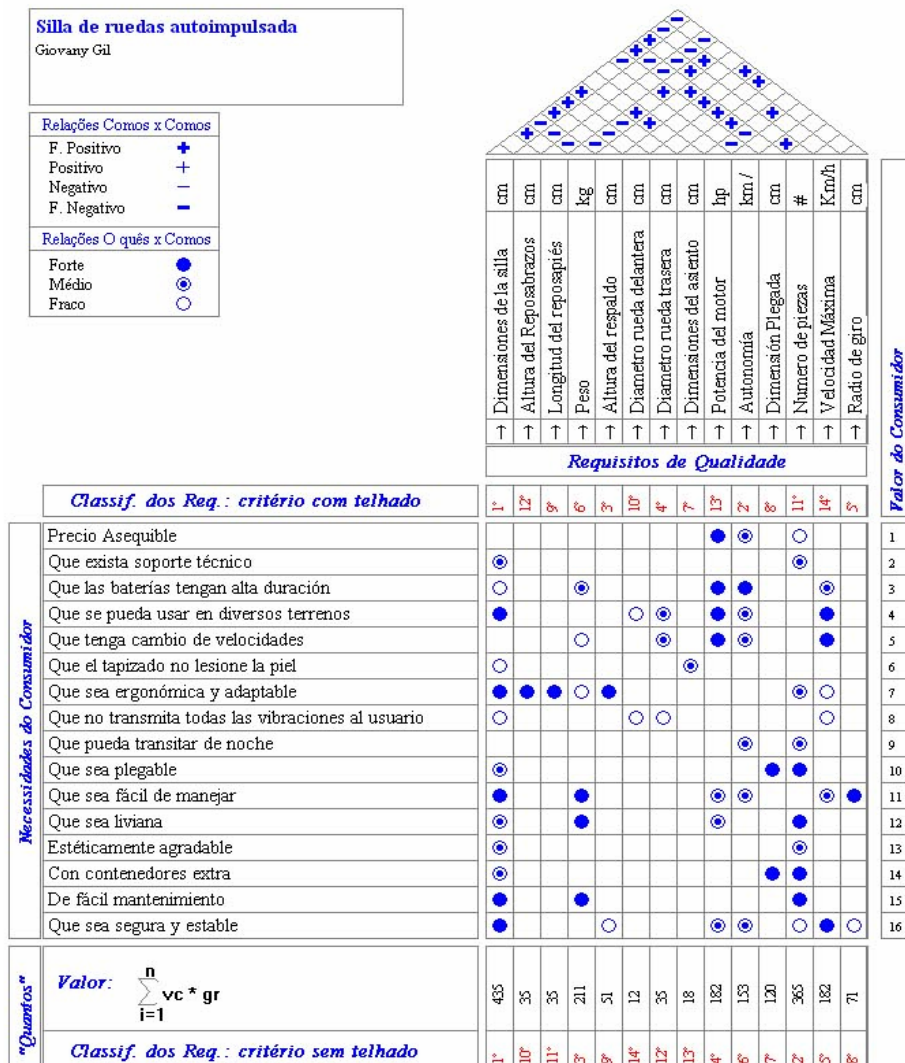 Silla de ruedas autoimpulsada
Giovany Gil
Relações Comos x Comos
F. Positivo +
Positivo +
Negativo −
F. Negativo −
Relações O quês x Comos
Forte
Médio
Fraco
cm
cm
cm
kg
cm
cm
cm
cm
hp
km /
cm
#
Km/h
cm
→ Dimensiones de la silla
→ Altura del Reposabrazos
→ Longitud del reposapiés
→ Peso
→ Altura del respaldo
→ Diametro rueda delantera
→ Diametro rueda trasera
→ Dimensiones del asiento
→ Potencia del motor
→ Autonomía
→ Dimensión Plegada
→ Numero de piezas
→ Velocidad Máxima
→ Radio de giro
Valor do Consumidor
Requisitos de Qualidade
Classif. dos Req.: critério com telhado
1° 12° 9° 6° 3° 10° 4° 7° 13° 2° 8° 11° 14° 5°
Necessidades do Consumidor
Precio Asequible 1
Que exista soporte técnico 2
Que las baterías tengan alta duración 3
Que se pueda usar en diversos terrenos 4
Que tenga cambio de velocidades 5
Que el tapizado no lesione la piel 6
Que sea ergonómica y adaptable 7
Que no transmita todas las vibraciones al usuario 8
Que pueda transitar de noche 9
Que sea plegable 10
Que sea fácil de manejar 11
Que sea liviana 12
Estéticamente agradable 13
Con contenedores extra 14
De fácil mantenimiento 15
Que sea segura y estable 16
"Quantos"
Valor: n ∑ i=1 vc * gr
435 35 35 211 51 12 35 18 182 153 120 365 182 71
Classif. dos Req.: critério sem telhado
1° 10° 11° 3° 9° 14° 12° 13° 4° 6° 7° 2° 5° 8°